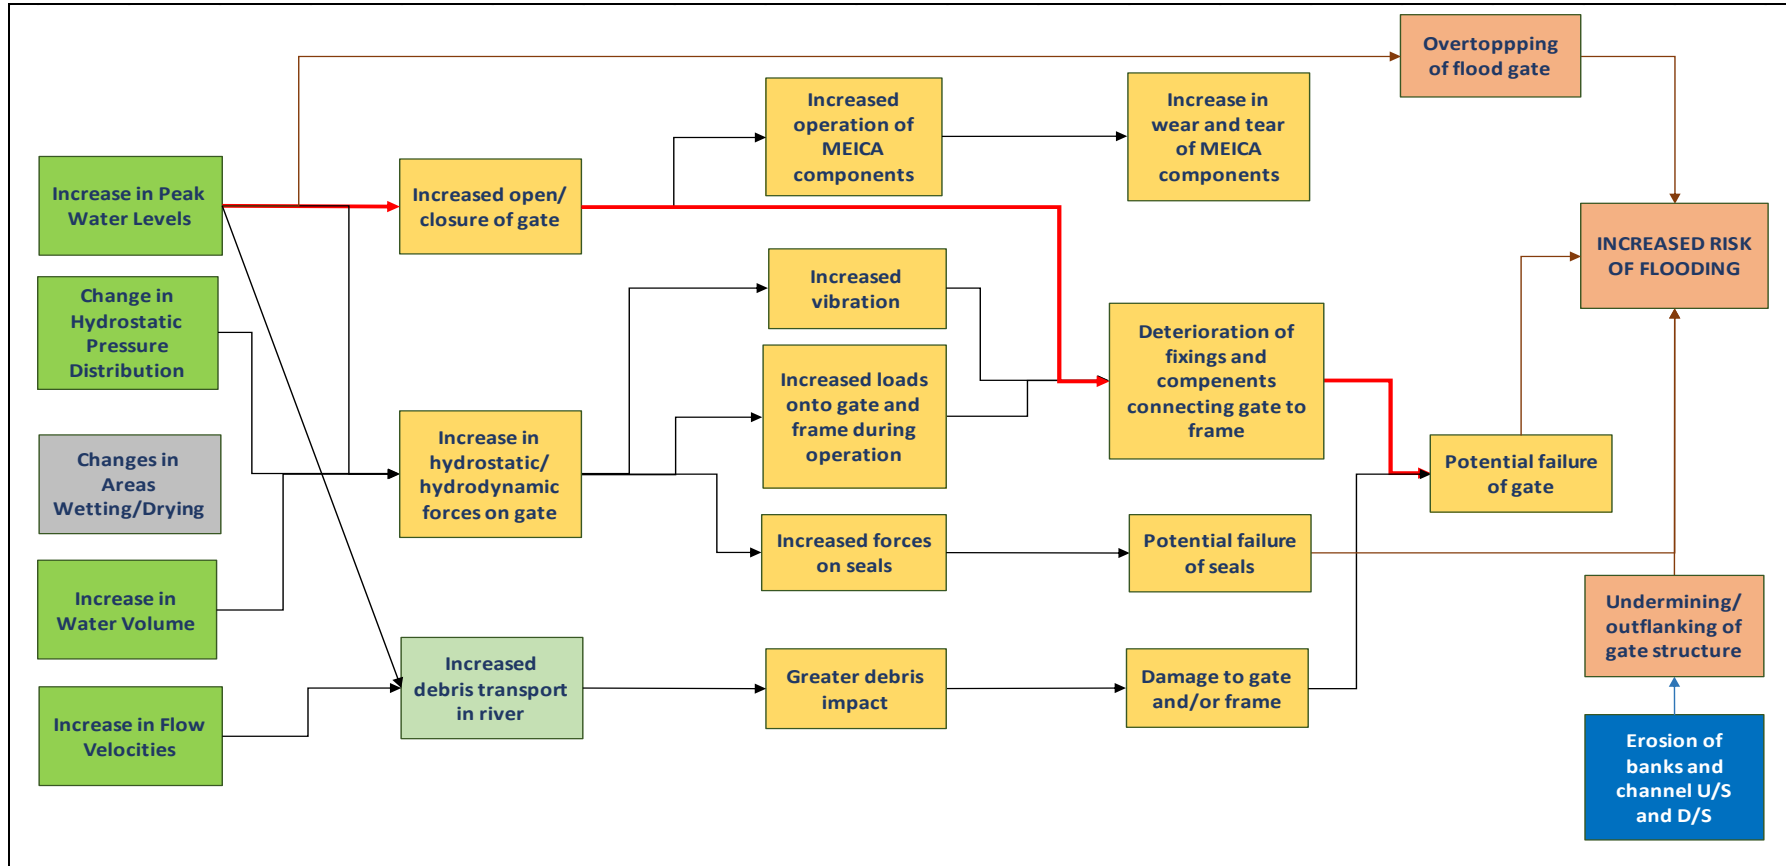 Overtoppping
of flood gate
Increased
operation of
MEICA
components
Increase in
wear and tear
of MEICA
components
Increase in Peak
Water Levels
Increased open/
closure of gate
INCREASED RISK
OF FLOODING
Change in
Hydrostatic
Pressure
Distribution
Increased
vibration
Deterioration of
fixings and
compenents
connecting gate to
frame
Increased loads
onto gate and
frame during
operation
Changes in
Areas
Wetting/Drying
Increase in
hydrostatic/
hydrodynamic
forces on gate
Potential failure
of gate
Increased forces
on seals
Potential failure
of seals
Increase in
Water Volume
Undermining/
outflanking of
gate structure
Increased
debris transport
in river
Greater debris
impact
Damage to gate
and/or frame
Increase in Flow
Velocities
Erosion of
banks and
channel U/S
and D/S